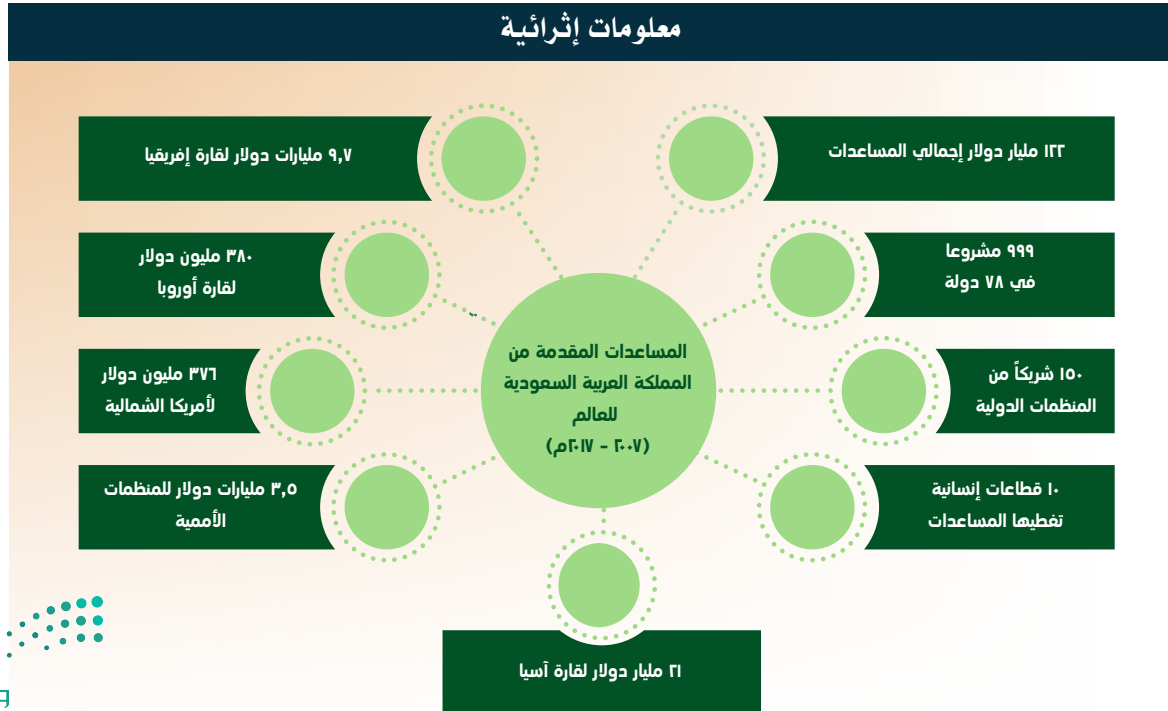 معلومات إثرائية
١٢٢ مليار دولار إجمالي المساعدات
٩٩٩ مشروعا
في ٧٨ دولة
١٥٠ شريكاً من
المنظمات الدولية
١٠ قطاعات إنسانية
تغطيها المساعدات
المساعدات المقدمة من
المملكة العربية السعودية
للعالم
(٢٠٠٧ - ٢٠١٧م)
٩,٧ مليارات دولار لقارة إفريقيا
٣٨٠ مليون دولار
لقارة أوروبا
٣٧٦ مليون دولار
لأمريكا الشمالية
٣,٥ مليارات دولار للمنظمات
الأممية
٢١ مليار دولار لقارة آسيا